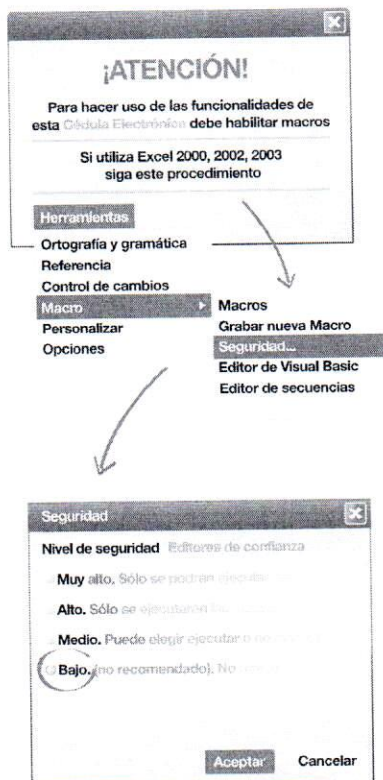 ¡ATENCIÓN!
Para hacer uso de las funcionalidades de
esta Cédula Electrónica debe habilitar macros
Si utiliza Excel 2000, 2002, 2003
siga este procedimiento
Herramientas
Ortografía y gramática
Referencia
Control de cambios
Macro
Personalizar
Opciones
Macros
Grabar nueva Macro
Seguridad...
Editor de Visual Basic
Editor de secuencias
Seguridad
Nivel de seguridad Editores de confianza
Muy alto. Sólo se podrán
Alto. Sólo se ejecutarán
Medio. Puede elegir ejecutar o no
Bajo. (no recomendado). No
Aceptar Cancelar